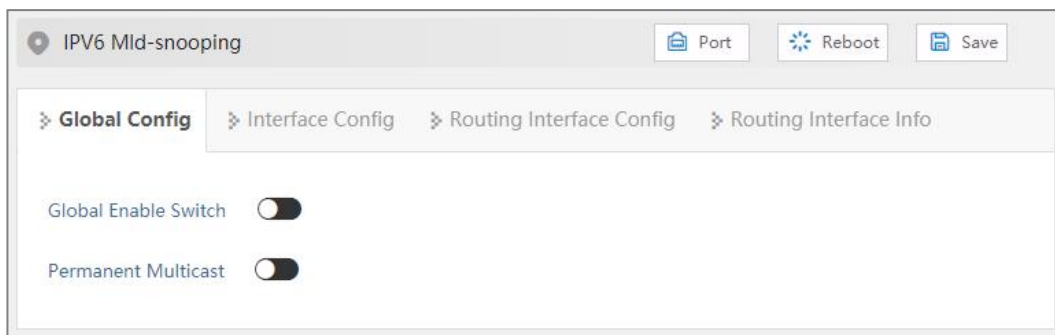 IPV6 Mld-snooping Port Reboot Save
Global Config Interface Config Routing Interface Config Routing Interface Info
Global Enable Switch
Permanent Multicast